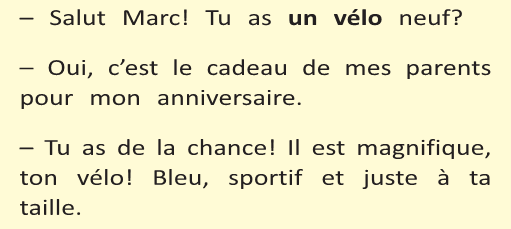 – Salut Marc! Tu as un vélo neuf?
– Oui, c’est le cadeau de mes parents
pour mon anniversaire.
– Tu as de la chance! Il est magnifique,
ton vélo! Bleu, sportif et juste à ta
taille.